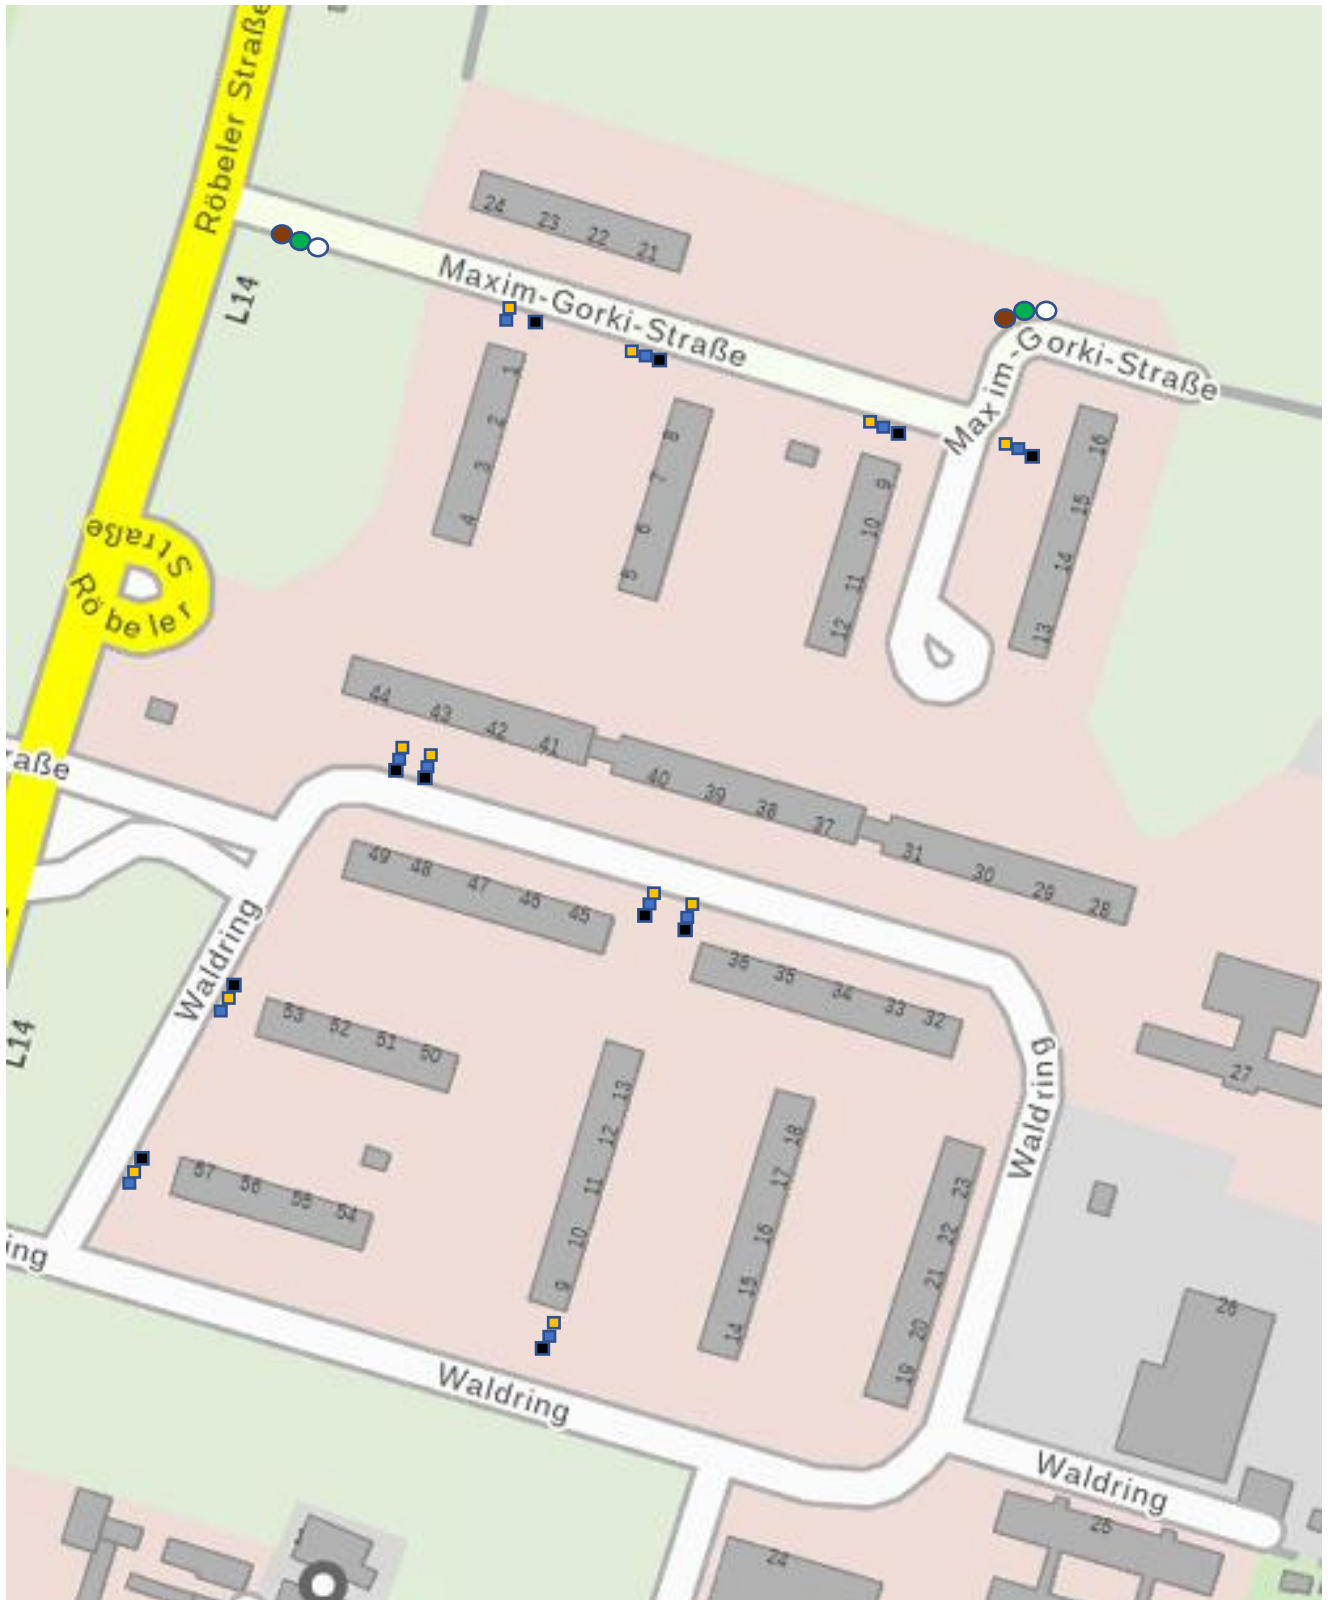 Röbeler Straße
L14
24 23 22 21
Maxim-Gorki-Straße
Maxim-Gorki-Straße
1
2
3
4
8
7
6
5
9
10
11
12
16
15
14
13
Röbeler Straße
44 43 42 41
40 39 38 37
31 30 29 28
raße
49 48 47 46 45
36 35 34 33 32
Waldring
L14
53 52 51 50
27
Waldring
57 56 55 54
13
12
11
10
9
18
17
16
15
14
23
22
21
20
19
26
ing
Waldring
Waldring
25
24